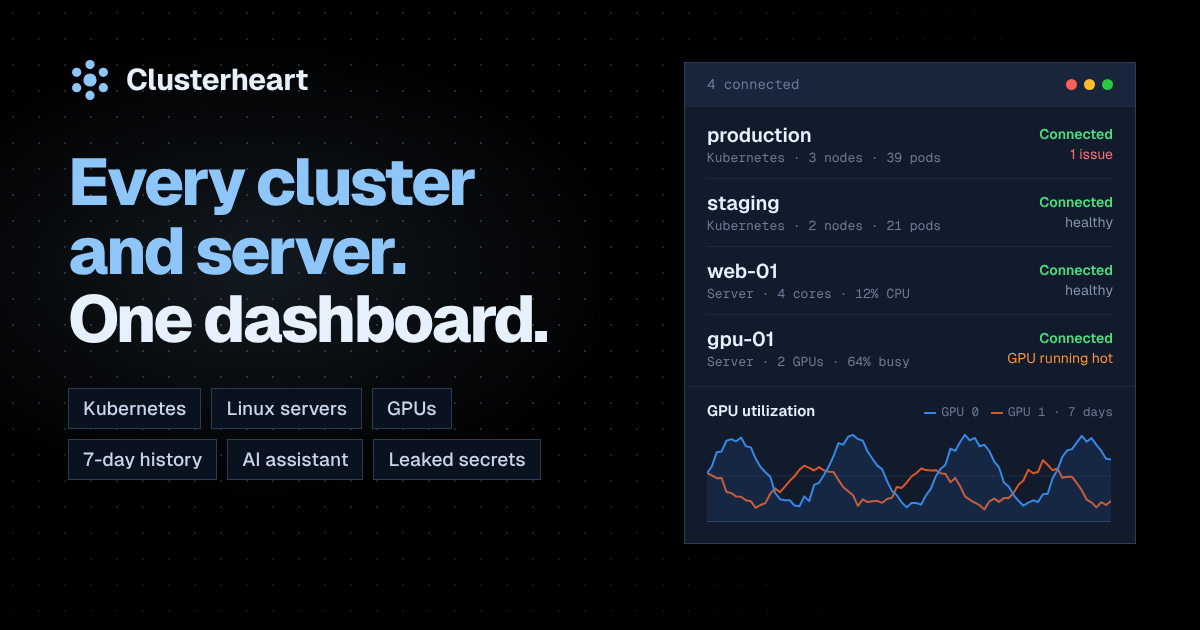 Clusterheart
Every cluster
and server.
One dashboard.
Kubernetes
Linux servers
GPUs
7-day history
AI assistant
Leaked secrets
4 connected
production
Connected
Kubernetes · 3 nodes · 39 pods
1 issue
staging
Connected
Kubernetes · 2 nodes · 21 pods
healthy
web-01
Connected
Server · 4 cores · 12% CPU
healthy
gpu-01
Connected
Server · 2 GPUs · 64% busy
GPU running hot
GPU utilization
GPU 0
GPU 1 · 7 days